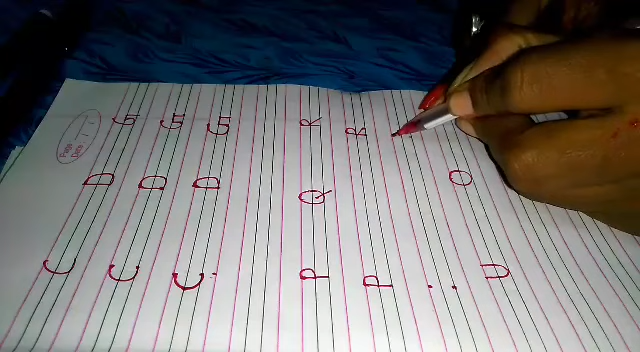 Page
Date: / /
C D G
C D G
C D G
P Q R
P R
U O